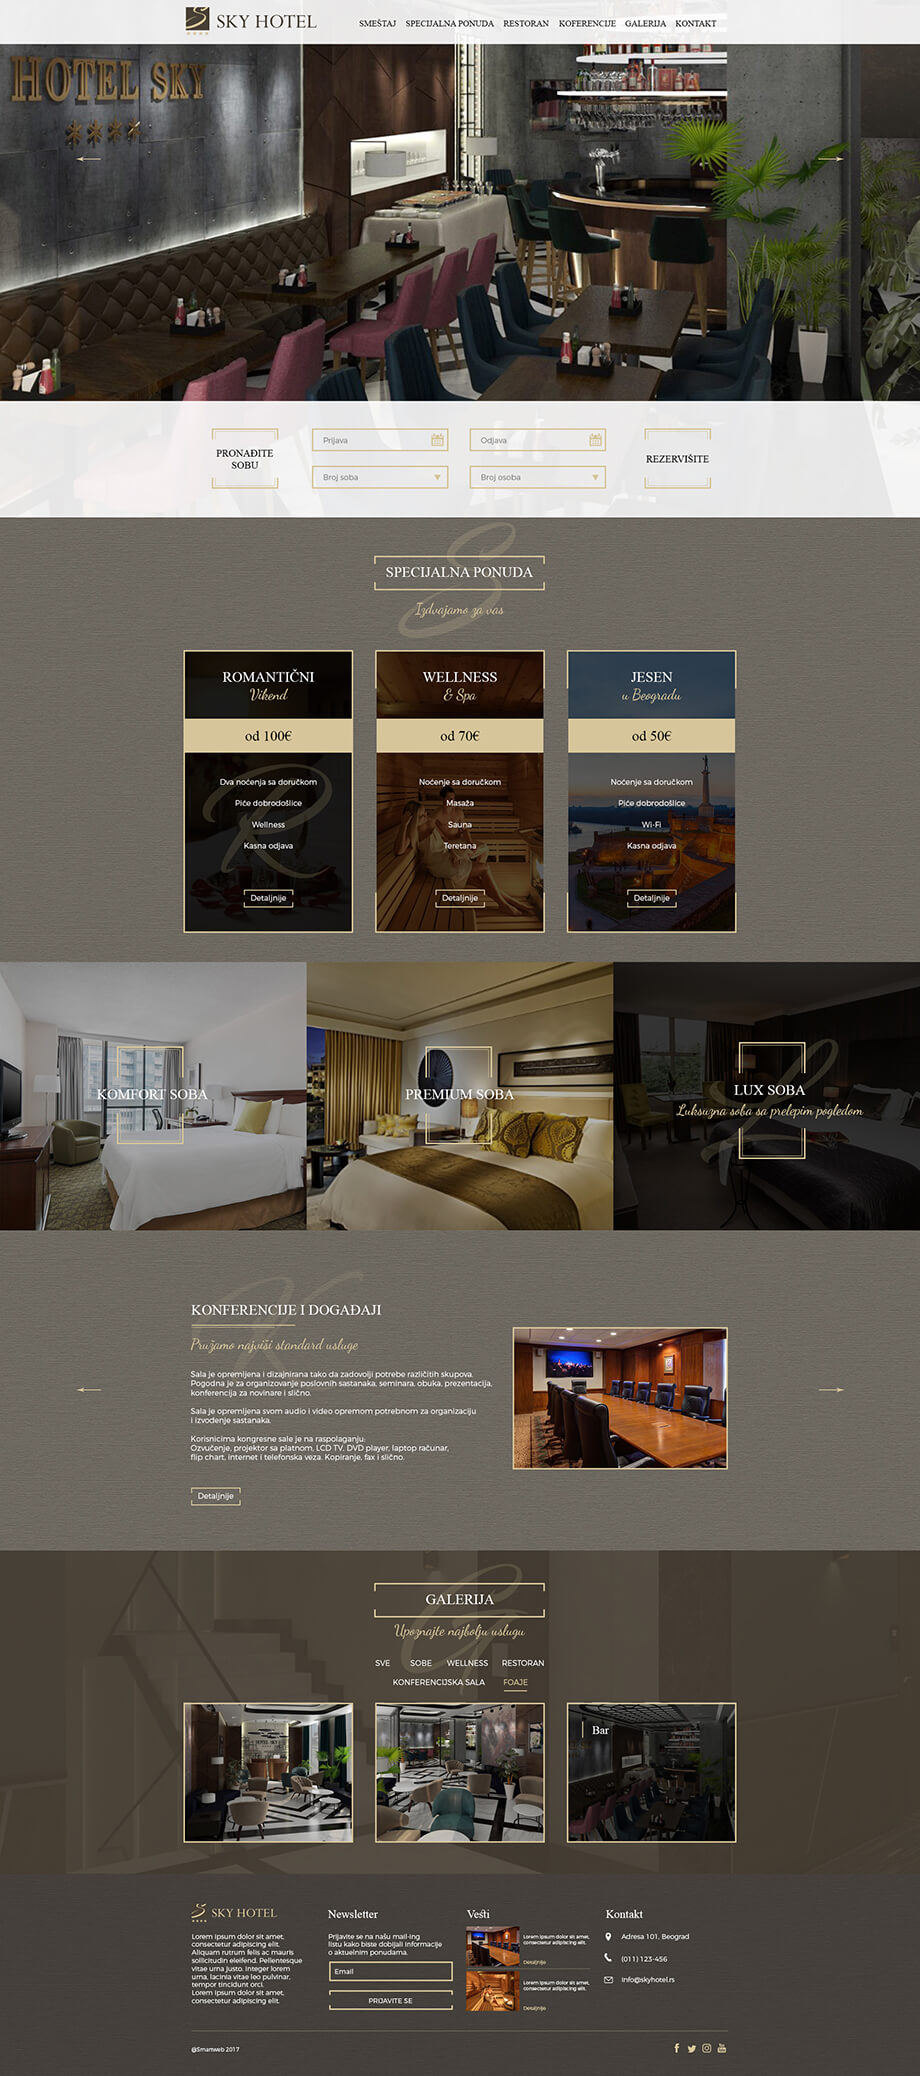 SKY HOTEL
SMEŠTAJ SPECIJALNA PONUDA RESTORAN KOFERENCIJE GALERIJA KONTAKT
HOTEL SKY
PRONAĐITE
SOBU
Prijava
Odjava
Broj soba
Broj osoba
REZERVIŠITE
S
SPECIJALNA PONUDA
Izdvajamo za vas
ROMANTIČNI
Vikend
od 100€
R
Dva noćenja sa doručkom
Piće dobrodošlice
Wellness
Kasna odjava
Detaljnije
WELLNESS
& Spa
od 70€
Noćenje sa doručkom
Masaža
Sauna
Teretana
Detaljnije
JESEN
u Beogradu
od 50€
Noćenje sa doručkom
Piće dobrodošlice
Wi-Fi
Kasna odjava
Detaljnije
KOMFORT SOBA
PREMIUM SOBA
L
LUX SOBA
Luksuzna soba sa prelepim pogledom
K
KONFERENCIJE I DOGAĐAJI
Pružamo najviši standard usluge
Sala je opremljena i dizajnirana tako da zadovolji potrebe različitih skupova.
Pogodna je za organizovanje poslovnih sastanaka, seminara, obuka, prezentacija,
konferencija za novinare i slično.
Sala je opremljena svom audio i video opremom potrebnom za organizaciju
i izvođenje sastanaka.
Korisnicima kongresne sale je na raspolaganju:
Ozvučenje, projektor sa platnom, LCD TV, DVD player, laptop računar,
flip chart, internet i telefonska veza. Kopiranje, fax i slično.
Detaljnije
G
GALERIJA
Upoznajte najbolju uslugu
SVE SOBE WELLNESS RESTORAN
KONFERENCIJSKA SALA FOAJE
HOTEL SKY
Bar
SKY HOTEL
Lorem ipsum dolor sit amet,
consectetur adipiscing elit.
Aliquam rutrum felis ac mauris
sollicitudin eleifend. Pellentesque
vitae urna justo. Integer lorem
urna, lacinia vitae leo pulvinar,
tempor tincidunt orci.
Lorem ipsum dolor sit amet,
consectetur adipiscing elit.
Newsletter
Prijavite se na našu mail-ing
listu kako biste dobijali informacije
o aktuelnim ponudama.
Email
PRIJAVITE SE
Vesti
Lorem ipsum dolor sit amet,
consectetur adipiscing elit.
Detaljnije
Lorem ipsum dolor sit amet,
consectetur adipiscing elit.
Detaljnije
Kontakt
Adresa 101, Beograd
(011) 123-456
info@skyhotel.rs
@Smamweb 2017